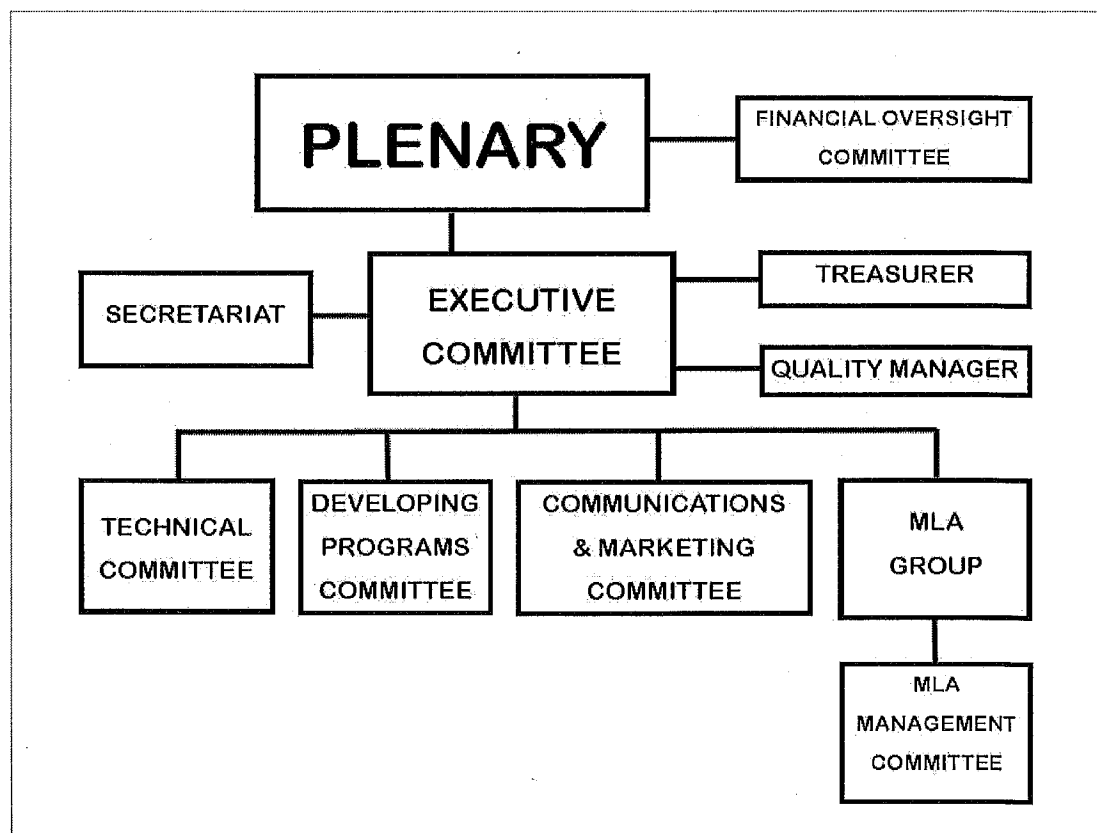 PLENARY
FINANCIAL OVERSIGHT
COMMITTEE
SECRETARIAT
EXECUTIVE
COMMITTEE
TREASURER
QUALITY MANAGER
TECHNICAL
COMMITTEE
DEVELOPING
PROGRAMS
COMMITTEE
COMMUNICATIONS
& MARKETING
COMMITTEE
MLA
GROUP
MLA
MANAGEMENT
COMMITTEE